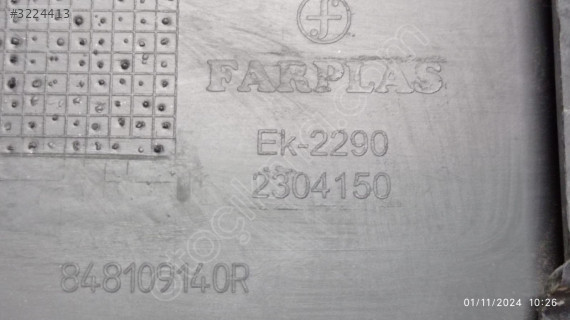 #3224413
f
FARPLAS
Ek-2290
2304150
848109140R
01/11/2024 10:26